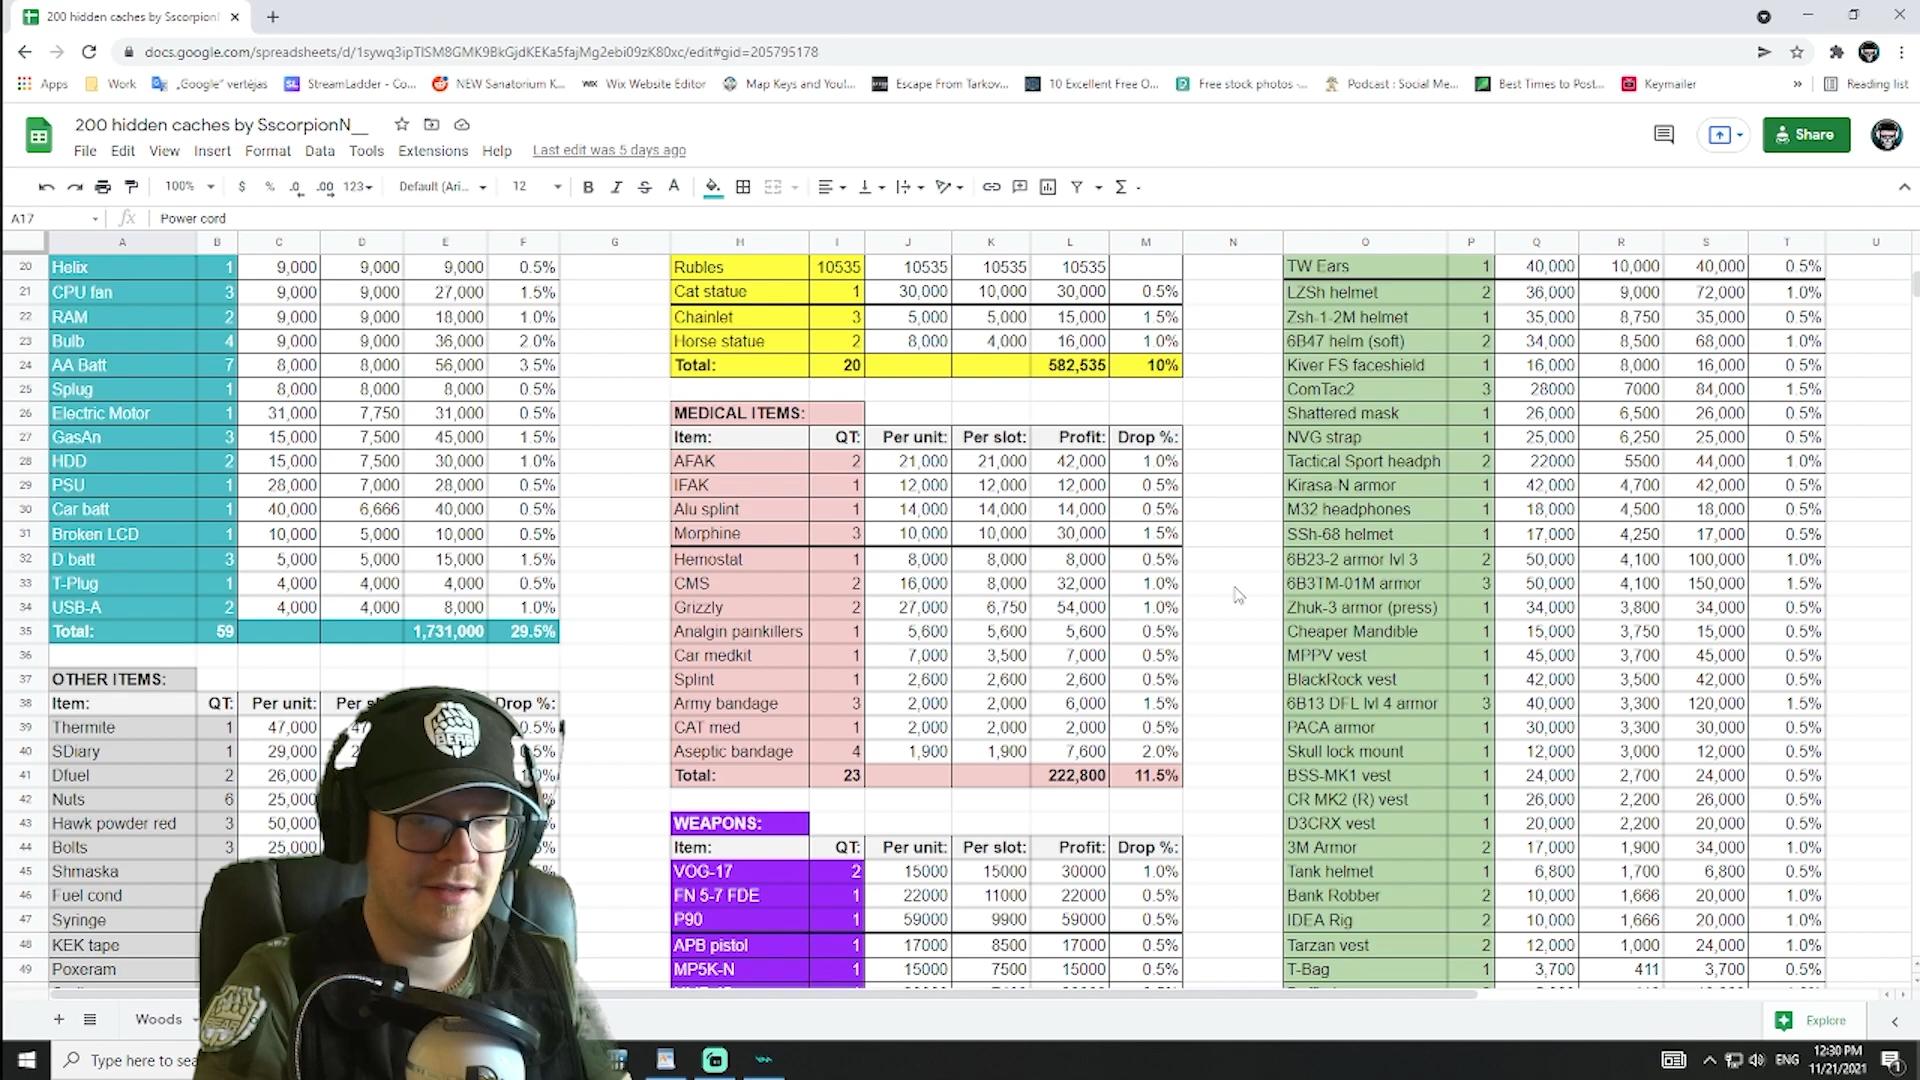 200 hidden caches by Sscorpion
docs.google.com/spreadsheets/d/1sywq3ipTlSM8GMK9BkGjdKEKa5fajMg2ebi09zK80xc/edit#gid=205795178
Apps Work „Google“ vertėjas StreamLadder - Co... NEW Sanatorium K... Wix Website Editor Map Keys and You'... Escape From Tarkov... 10 Excellent Free O... Free stock photos -... Podcast : Social Me... Best Times to Post... Keymailer » Reading list
200 hidden caches by SscorpionN__
File Edit View Insert Format Data Tools Extensions Help Last edit was 5 days ago
Share
100% $ % .0 .00 123 Default (Ari... 12 B I S A
A17 fx Power cord
A B C D E F G H I J K L M N O P Q R S T U
20 Helix 1 9,000 9,000 9,000 0.5% Rubles 10535 10535 10535 10535 TW Ears 1 40,000 10,000 40,000 0.5%
21 CPU fan 3 9,000 9,000 27,000 1.5% Cat statue 1 30,000 10,000 30,000 0.5% LZSh helmet 2 36,000 9,000 72,000 1.0%
22 RAM 2 9,000 9,000 18,000 1.0% Chainlet 3 5,000 5,000 15,000 1.5% Zsh-1-2M helmet 1 35,000 8,750 35,000 0.5%
23 Bulb 4 9,000 9,000 36,000 2.0% Horse statue 2 8,000 4,000 16,000 1.0% 6B47 helm (soft) 2 34,000 8,500 68,000 1.0%
24 AA Batt 7 8,000 8,000 56,000 3.5% Total: 20 582,535 10% Kiver FS faceshield 1 16,000 8,000 16,000 0.5%
25 Splug 1 8,000 8,000 8,000 0.5% ComTac2 3 28000 7000 84,000 1.5%
26 Electric Motor 1 31,000 7,750 31,000 0.5% MEDICAL ITEMS: Shattered mask 1 26,000 6,500 26,000 0.5%
27 GasAn 3 15,000 7,500 45,000 1.5% Item: QT: Per unit: Per slot: Profit: Drop %: NVG strap 1 25,000 6,250 25,000 0.5%
28 HDD 2 15,000 7,500 30,000 1.0% AFAK 2 21,000 21,000 42,000 1.0% Tactical Sport headph 2 22000 5500 44,000 1.0%
29 PSU 1 28,000 7,000 28,000 0.5% IFAK 1 12,000 12,000 12,000 0.5% Kirasa-N armor 1 42,000 4,700 42,000 0.5%
30 Car batt 1 40,000 6,666 40,000 0.5% Alu splint 1 14,000 14,000 14,000 0.5% M32 headphones 1 18,000 4,500 18,000 0.5%
31 Broken LCD 1 10,000 5,000 10,000 0.5% Morphine 3 10,000 10,000 30,000 1.5% SSh-68 helmet 1 17,000 4,250 17,000 0.5%
32 D batt 3 5,000 5,000 15,000 1.5% Hemostat 1 8,000 8,000 8,000 0.5% 6B23-2 armor lvl 3 2 50,000 4,100 100,000 1.0%
33 T-Plug 1 4,000 4,000 4,000 0.5% CMS 2 16,000 8,000 32,000 1.0% 6B3TM-01M armor 3 50,000 4,100 150,000 1.5%
34 USB-A 2 4,000 4,000 8,000 1.0% Grizzly 2 27,000 6,750 54,000 1.0% Zhuk-3 armor (press) 1 34,000 3,800 34,000 0.5%
35 Total: 59 1,731,000 29.5% Analgin painkillers 1 5,600 5,600 5,600 0.5% Cheaper Mandible 1 15,000 3,750 15,000 0.5%
36 Car medkit 1 7,000 3,500 7,000 0.5% MPPV vest 1 45,000 3,700 45,000 0.5%
37 OTHER ITEMS: Splint 1 2,600 2,600 2,600 0.5% BlackRock vest 1 42,000 3,500 42,000 0.5%
38 Item: QT: Per unit: Drop %: Army bandage 3 2,000 2,000 6,000 1.5% 6B13 DFL lvl 4 armor 3 40,000 3,300 120,000 1.5%
39 Thermite 1 47,000 0.5% CAT med 1 2,000 2,000 2,000 0.5% PACA armor 1 30,000 3,300 30,000 0.5%
40 SDiary 1 29,000 Aseptic bandage 4 1,900 1,900 7,600 2.0% Skull lock mount 1 12,000 3,000 12,000 0.5%
41 Dfuel 2 26,000 Total: 23 222,800 11.5% BSS-MK1 vest 1 24,000 2,700 24,000 0.5%
42 Nuts 6 25,000 CR MK2 (R) vest 1 26,000 2,200 26,000 0.5%
43 Hawk powder red 3 50,000 WEAPONS: D3CRX vest 1 20,000 2,200 20,000 0.5%
44 Bolts 3 25,000 Item: QT: Per unit: Per slot: Profit: Drop %: 3M Armor 2 17,000 1,900 34,000 1.0%
45 Shmaska VOG-17 2 15000 15000 30000 1.0% Tank helmet 1 6,800 1,700 6,800 0.5%
46 Fuel cond FN 5-7 FDE 1 22000 11000 22000 0.5% Bank Robber 2 10,000 1,666 20,000 1.0%
47 Syringe P90 1 59000 9900 59000 0.5% IDEA Rig 2 10,000 1,666 20,000 1.0%
48 KEK tape APB pistol 1 17000 8500 17000 0.5% Tarzan vest 2 12,000 1,000 24,000 1.0%
49 Poxeram MP5K-N 1 15000 7500 15000 0.5% T-Bag 1 3,700 411 3,700 0.5%
BEAR
BEAR
Woods Explore
Type here to sea
ENG 12:30 PM
11/21/2021